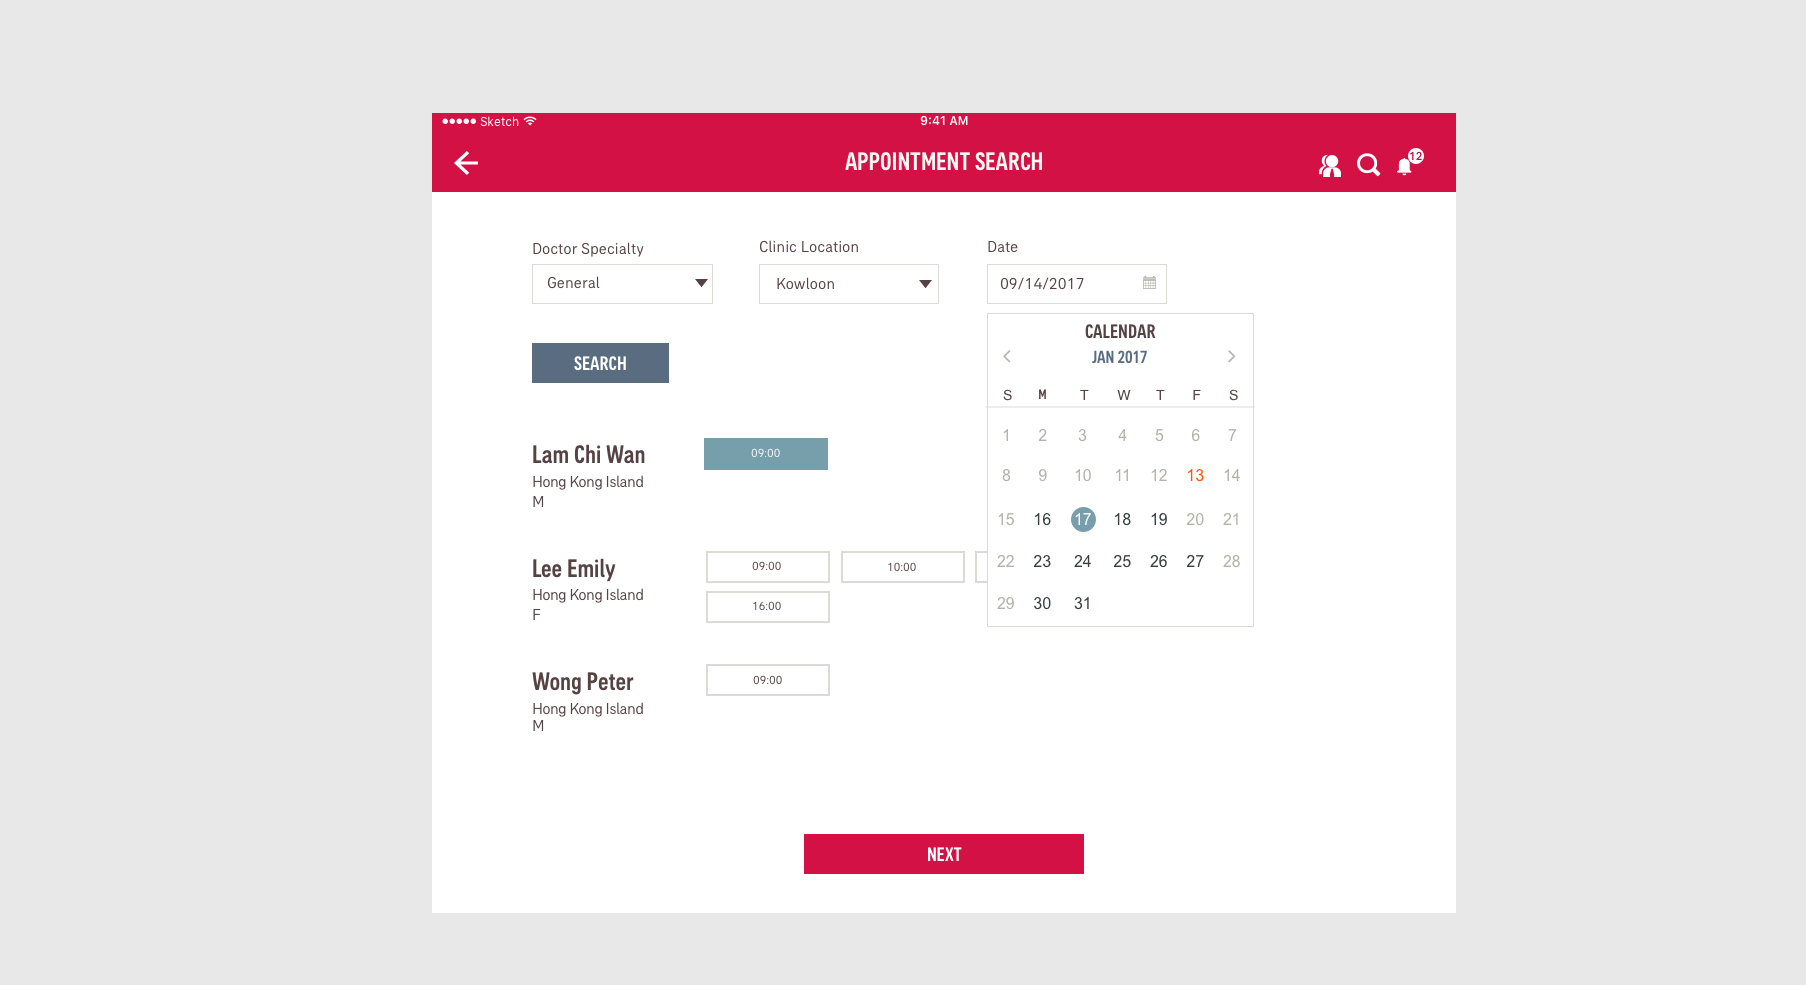 Sketch
9:41 AM
APPOINTMENT SEARCH
12
Doctor Specialty
Clinic Location
Date
General
Kowloon
09/14/2017
SEARCH
CALENDAR
JAN 2017
S M T W T F S
1 2 3 4 5 6 7
8 9 10 11 12 13 14
15 16 17 18 19 20 21
22 23 24 25 26 27 28
29 30 31
Lam Chi Wan
Hong Kong Island
M
09:00
Lee Emily
Hong Kong Island
F
09:00
10:00
16:00
Wong Peter
Hong Kong Island
M
09:00
NEXT